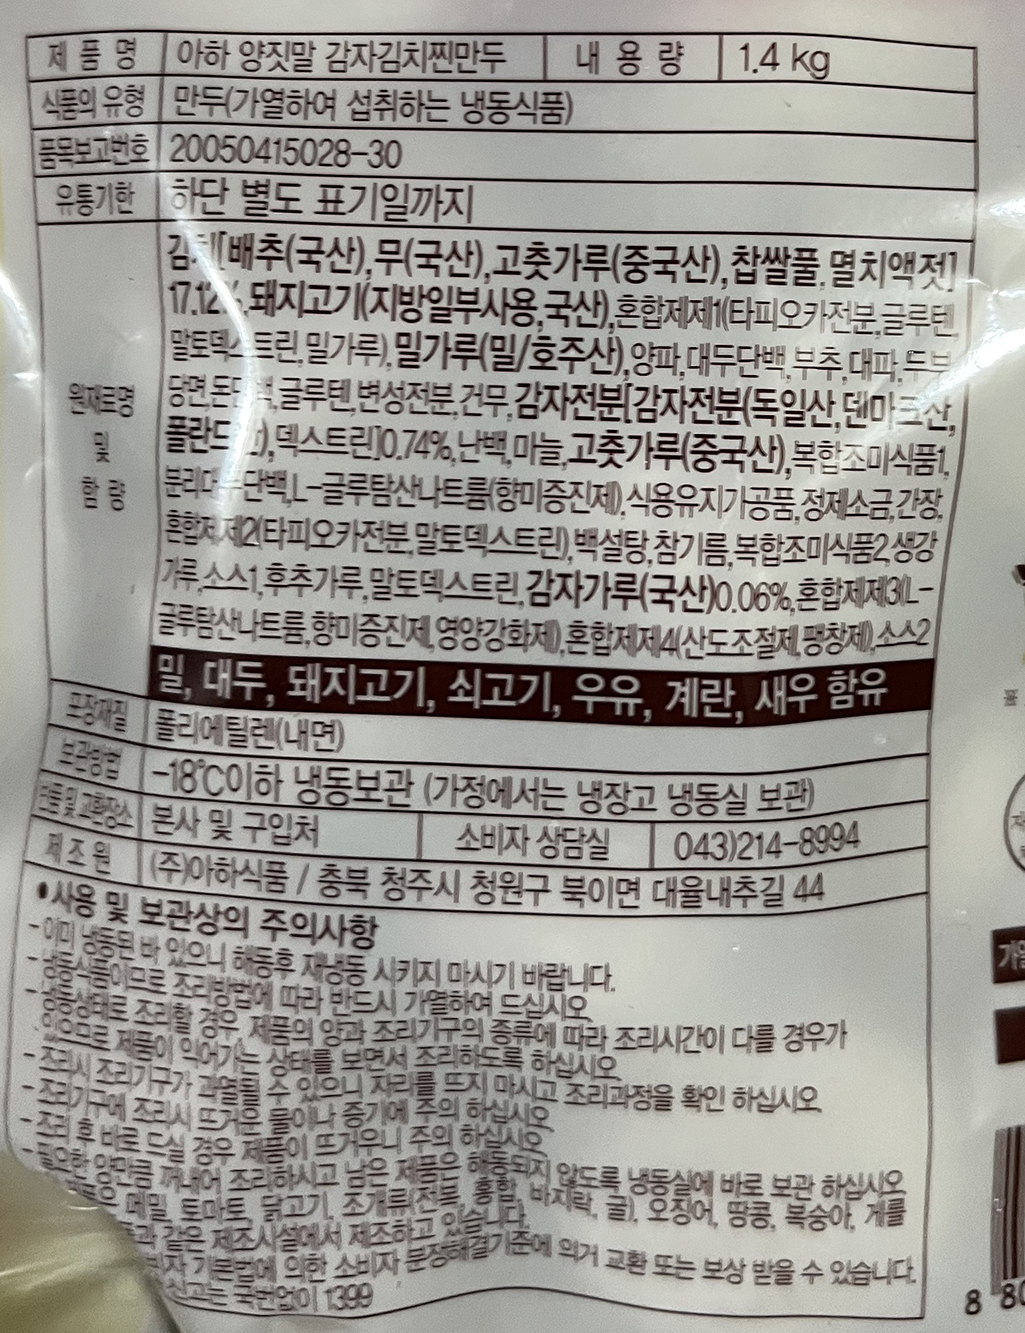 제 품 명 아하 양짓말 감자김치찐만두 내 용 량 1.4 kg
식품의 유형 만두(가열하여 섭취하는 냉동식품)
품목보고번호 20050415028-30
유통기한 하단 별도 표기일까지
김치[배추(국산),무(국산),고춧가루(중국산),찹쌀풀,멸치액젓]
17.12%,돼지고기(지방일부사용,국산),혼합제제1(타피오카전분,글루텐,
말토덱스트린,밀가루),밀가루(밀/호주산),양파,대두단백,부추,대파,두부
원재료명 및 함량
당면,돈단백,글루텐,변성전분,건무,감자전분[감자전분(독일산,덴마크산,
폴란드산),덱스트린]0.74%,난백,마늘,고춧가루(중국산),복합조미식품1,
분리대두단백,L-글루탐산나트륨(향미증진제),식용유지가공품,정제소금,간장,
혼합제제2(타피오카전분,말토덱스트린),백설탕,참기름,복합조미식품2,생강
가루,소스1,후추가루,말토덱스트린,감자가루(국산)0.06%,혼합제제3(L-
글루탐산나트륨,향미증진제,영양강화제),혼합제제4(산도조절제,팽창제),소스2
밀, 대두, 돼지고기, 쇠고기, 우유, 계란, 새우 함유
포장재질 폴리에틸렌(내면)
보관방법 -18℃이하 냉동보관 (가정에서는 냉장고 냉동실 보관)
반품 및 교환장소 본사 및 구입처 소비자 상담실 043)214-8994
제 조 원 (주)아하식품 / 충북 청주시 청원구 북이면 대율내추길 44
•사용 및 보관상의 주의사항
-이미 냉동된 바 있으니 해동후 재냉동 시키지 마시기 바랍니다.
-냉동식품이므로 조리방법에 따라 반드시 가열하여 드십시오.
-냉동상태로 조리할 경우, 제품의 양과 조리기구의 종류에 따라 조리시간이 다를 경우가
있으므로 제품이 익어가는 상태를 보면서 조리하도록 하십시오.
-조리시 조리기구가 과열될 수 있으니 자리를 뜨지 마시고 조리과정을 확인 하십시오.
-조리기구에 조리시 뜨거운 물이나 증기에 주의 하십시오.
-조리 후 바로 드실 경우 제품이 뜨거우니 주의 하십시오.
-필요한 양만큼 꺼내어 조리하시고 남은 제품은 해동되지 않도록 냉동실에 바로 보관 하십시오.
메밀, 토마토, 닭고기, 조개류(전복, 홍합, 바지락, 굴), 오징어, 땅콩, 복숭아, 게를
같은 제조시설에서 제조하고 있습니다.
기본법에 의한 소비자 분쟁해결기준에 의거 교환 또는 보상 받을 수 있습니다.
신고는 국번없이 1399
8 80